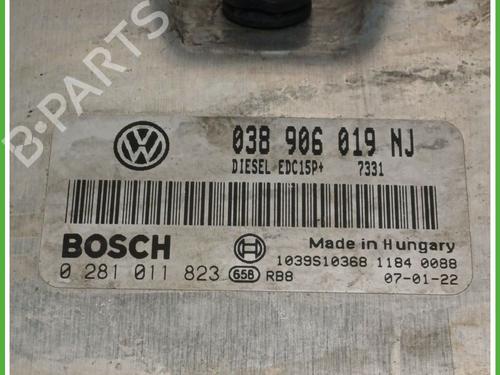 B-PARTS
038 906 019 NJ
DIESEL EDC15P+ 7331
BOSCH
Made in Hungary
0 281 011 823 658 RB8
1039S10368 1184 0088
07-01-22